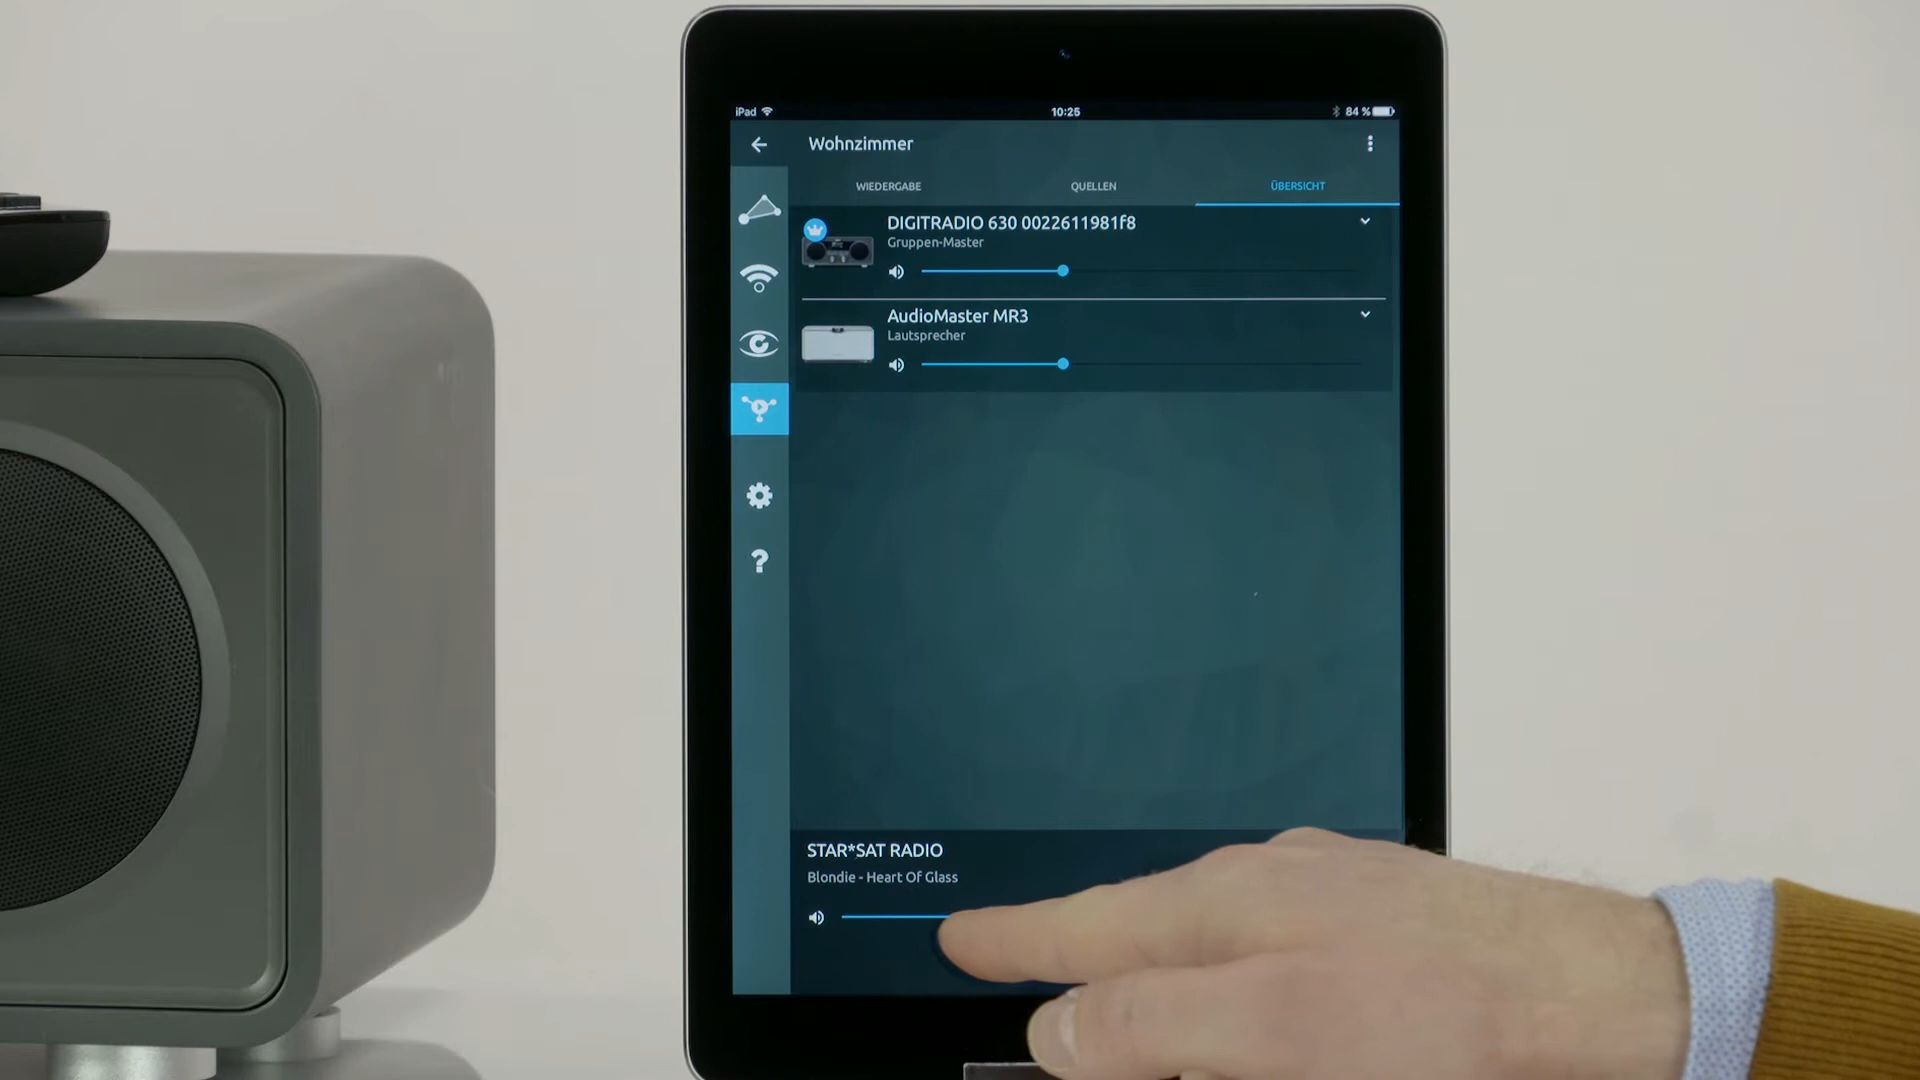 iPad 10:25 84 %
Wohnzimmer
WIEDERGABE QUELLEN ÜBERSICHT
DIGITRADIO 630 0022611981f8
Gruppen-Master
AudioMaster MR3
Lautsprecher
?
STAR*SAT RADIO
Blondie - Heart Of Glass